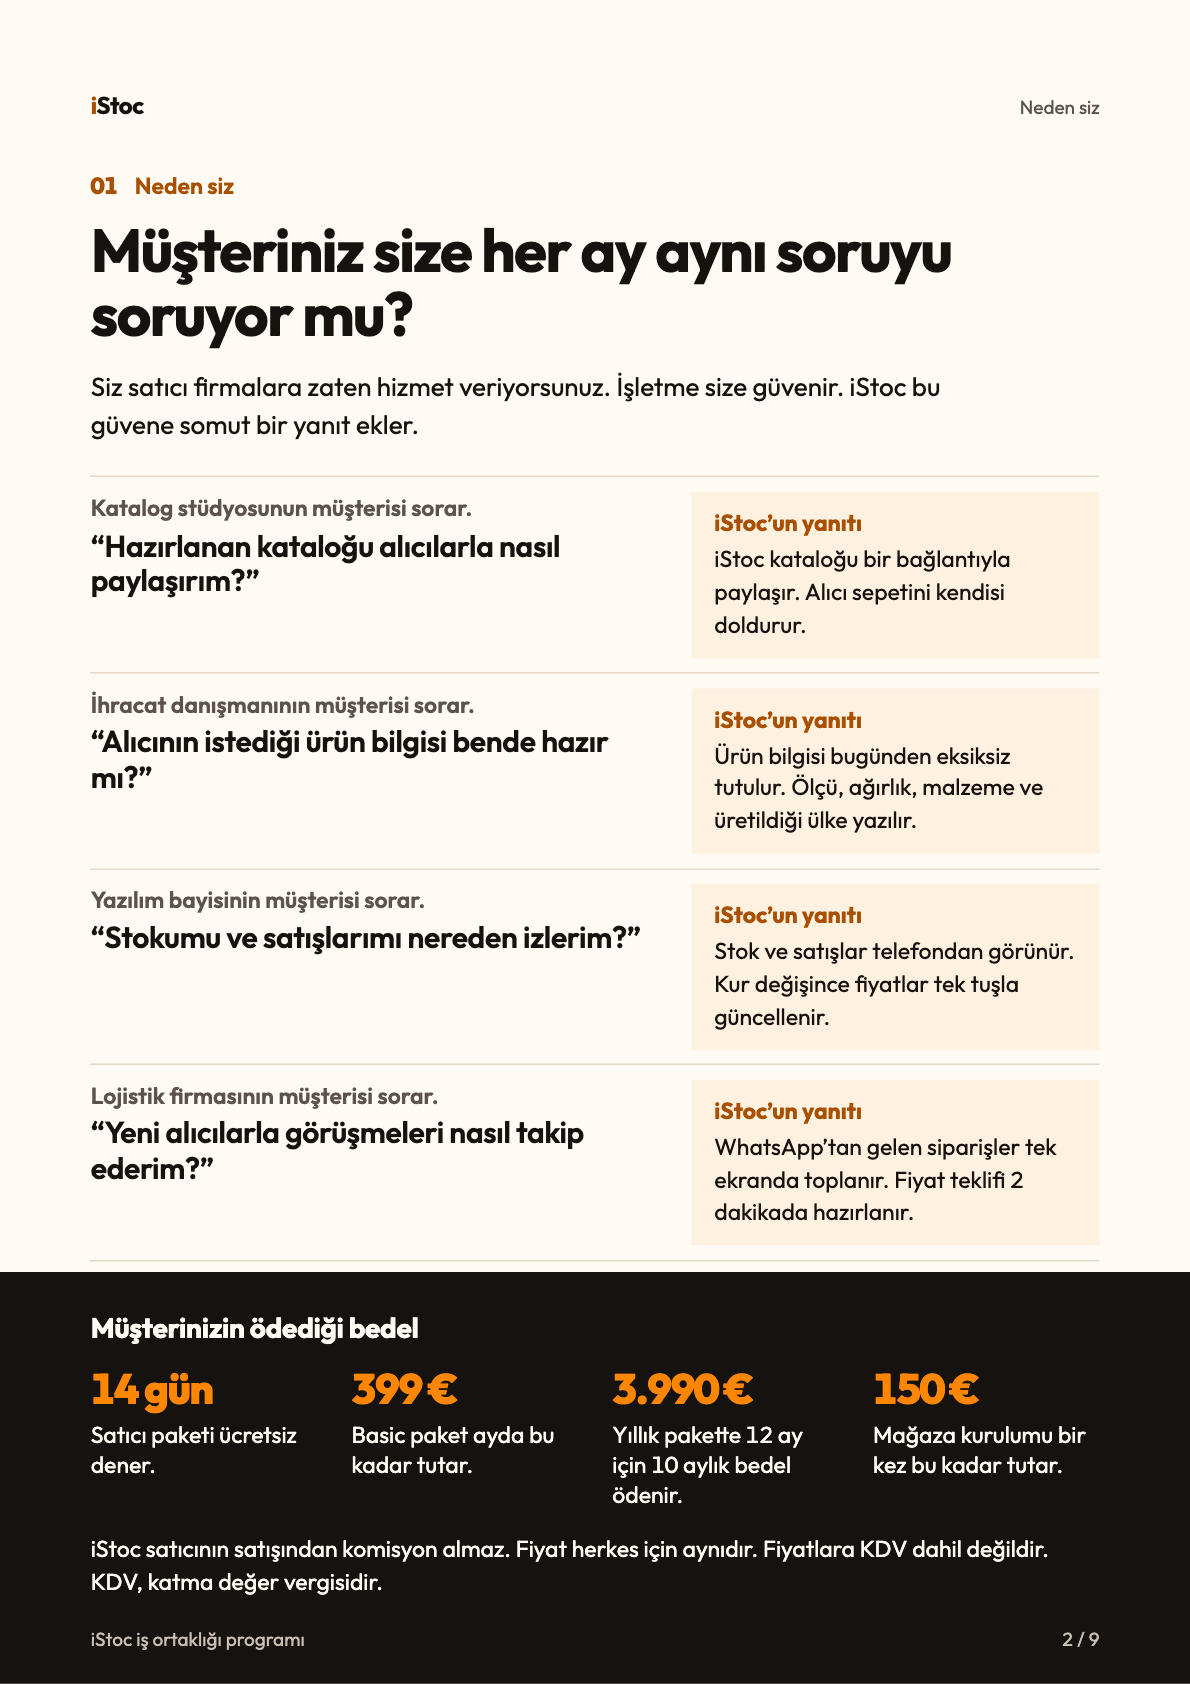 iStoc
Neden siz
01 Neden siz
Müşteriniz size her ay aynı soruyu
soruyor mu?
Siz satıcı firmalara zaten hizmet veriyorsunuz. İşletme size güvenir. iStoc bu
güvene somut bir yanıt ekler.
Katalog stüdyosunun müşterisi sorar.
“Hazırlanan kataloğu alıcılarla nasıl
paylaşırım?”
iStoc’un yanıtı
iStoc kataloğu bir bağlantıyla
paylaşır. Alıcı sepetini kendisi
doldurur.
İhracat danışmanının müşterisi sorar.
“Alıcının istediği ürün bilgisi bende hazır
mı?”
iStoc’un yanıtı
Ürün bilgisi bugünden eksiksiz
tutulur. Ölçü, ağırlık, malzeme ve
üretildiği ülke yazılır.
Yazılım bayisinin müşterisi sorar.
“Stokumu ve satışlarımı nereden izlerim?”
iStoc’un yanıtı
Stok ve satışlar telefondan görünür.
Kur değişince fiyatlar tek tuşla
güncellenir.
Lojistik firmasının müşterisi sorar.
“Yeni alıcılarla görüşmeleri nasıl takip
ederim?”
iStoc’un yanıtı
WhatsApp’tan gelen siparişler tek
ekranda toplanır. Fiyat teklifi 2
dakikada hazırlanır.
Müşterinizin ödediği bedel
14 gün
Satıcı paketi ücretsiz
dener.
399 €
Basic paket ayda bu
kadar tutar.
3.990 €
Yıllık pakette 12 ay
için 10 aylık bedel
ödenir.
150 €
Mağaza kurulumu bir
kez bu kadar tutar.
iStoc satıcının satışından komisyon almaz. Fiyat herkes için aynıdır. Fiyatlara KDV dahil değildir.
KDV, katma değer vergisidir.
iStoc iş ortaklığı programı
2 / 9